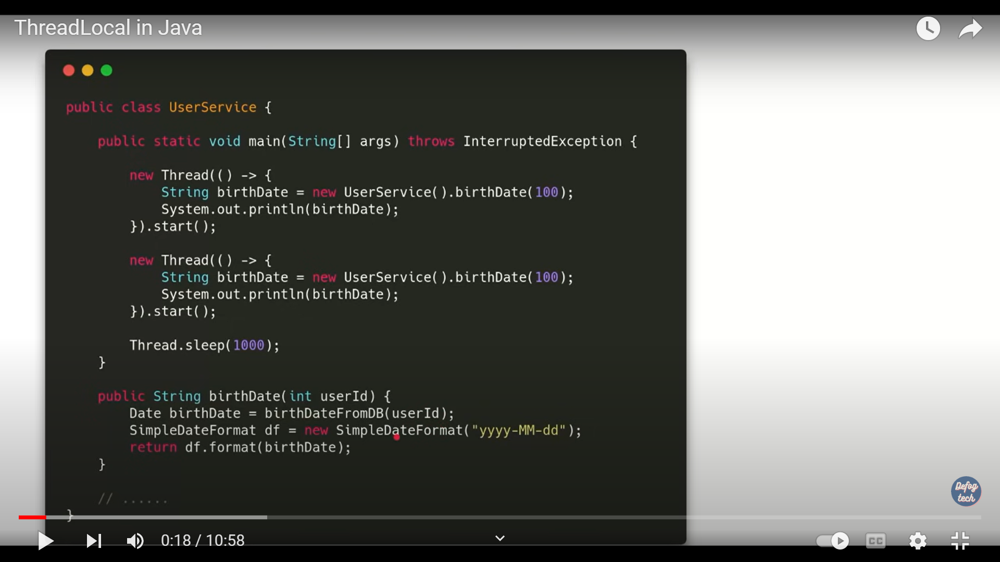 ThreadLocal in Java
public class UserService {
public static void main(String[] args) throws InterruptedException {
new Thread(() -> {
String birthDate = new UserService().birthDate(100);
System.out.println(birthDate);
}).start();
new Thread(() -> {
String birthDate = new UserService().birthDate(100);
System.out.println(birthDate);
}).start();
Thread.sleep(1000);
}
public String birthDate(int userId) {
Date birthDate = birthDateFromDB(userId);
SimpleDateFormat df = new SimpleDateFormat("yyyy-MM-dd");
return df.format(birthDate);
}
// ......
}
Defog
tech
0:18 / 10:58
CC